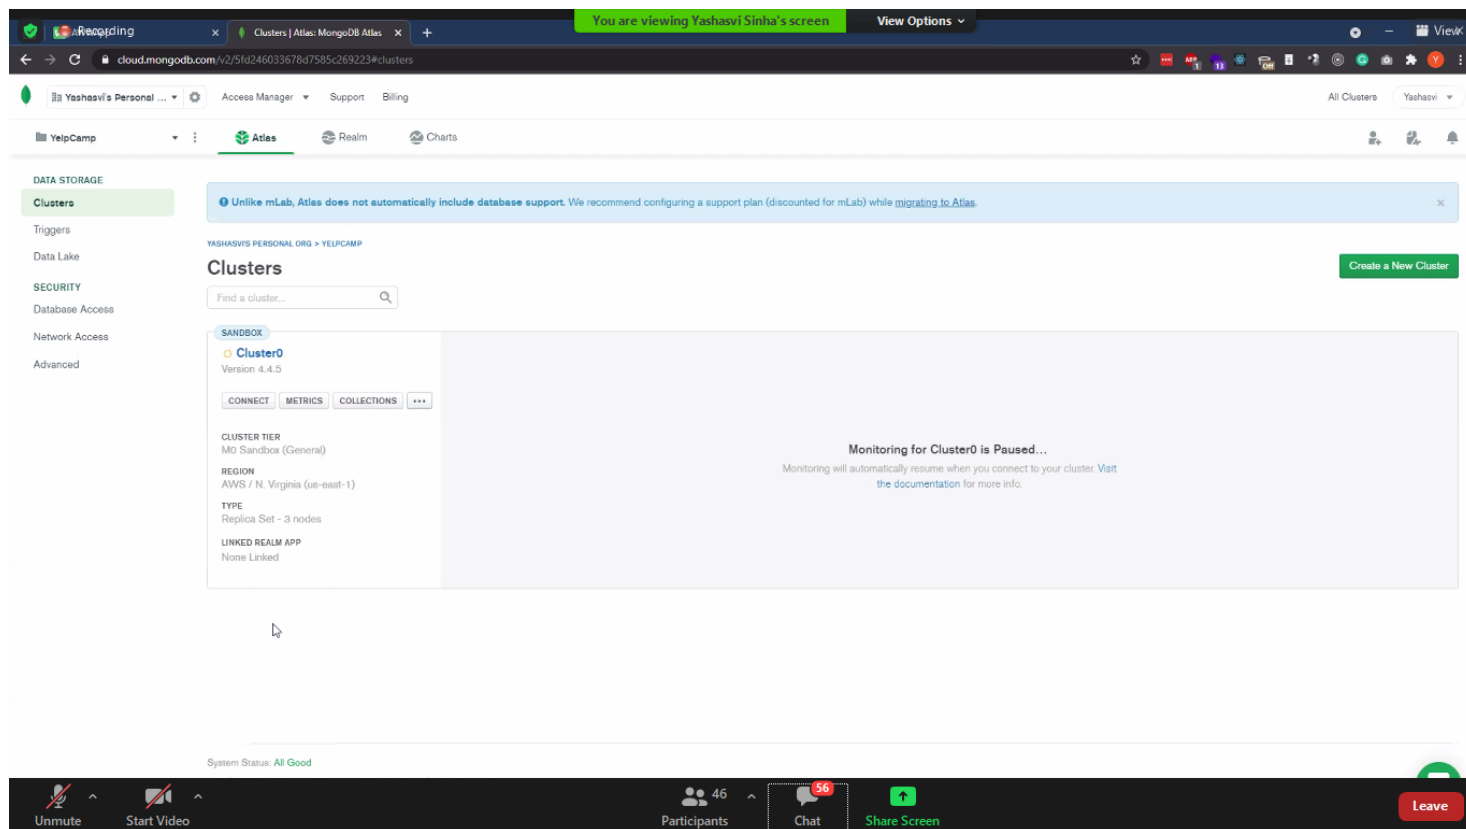 You are viewing Yashasvi Sinha's screen
View Options
Recording
Clusters | Atlas: MongoDB Atlas
View
cloud.mongodb.com/v2/5fd246033678d7585c269223#clusters
Yashasvi's Personal ...
Access Manager
Support
Billing
All Clusters
Yashasvi
YelpCamp
Atlas
Realm
Charts
DATA STORAGE
Clusters
Triggers
Data Lake
SECURITY
Database Access
Network Access
Advanced
Unlike mLab, Atlas does not automatically include database support. We recommend configuring a support plan (discounted for mLab) while migrating to Atlas.
YASHASVI'S PERSONAL ORG > YELPCAMP
Clusters
Create a New Cluster
Find a cluster...
SANDBOX
Cluster0
Version 4.4.5
CONNECT
METRICS
COLLECTIONS
...
CLUSTER TIER
M0 Sandbox (General)
REGION
AWS / N. Virginia (us-east-1)
TYPE
Replica Set - 3 nodes
LINKED REALM APP
None Linked
Monitoring for Cluster0 is Paused...
Monitoring will automatically resume when you connect to your cluster. Visit
the documentation for more info.
System Status: All Good
Unmute
Start Video
46
Participants
56
Chat
Share Screen
Leave